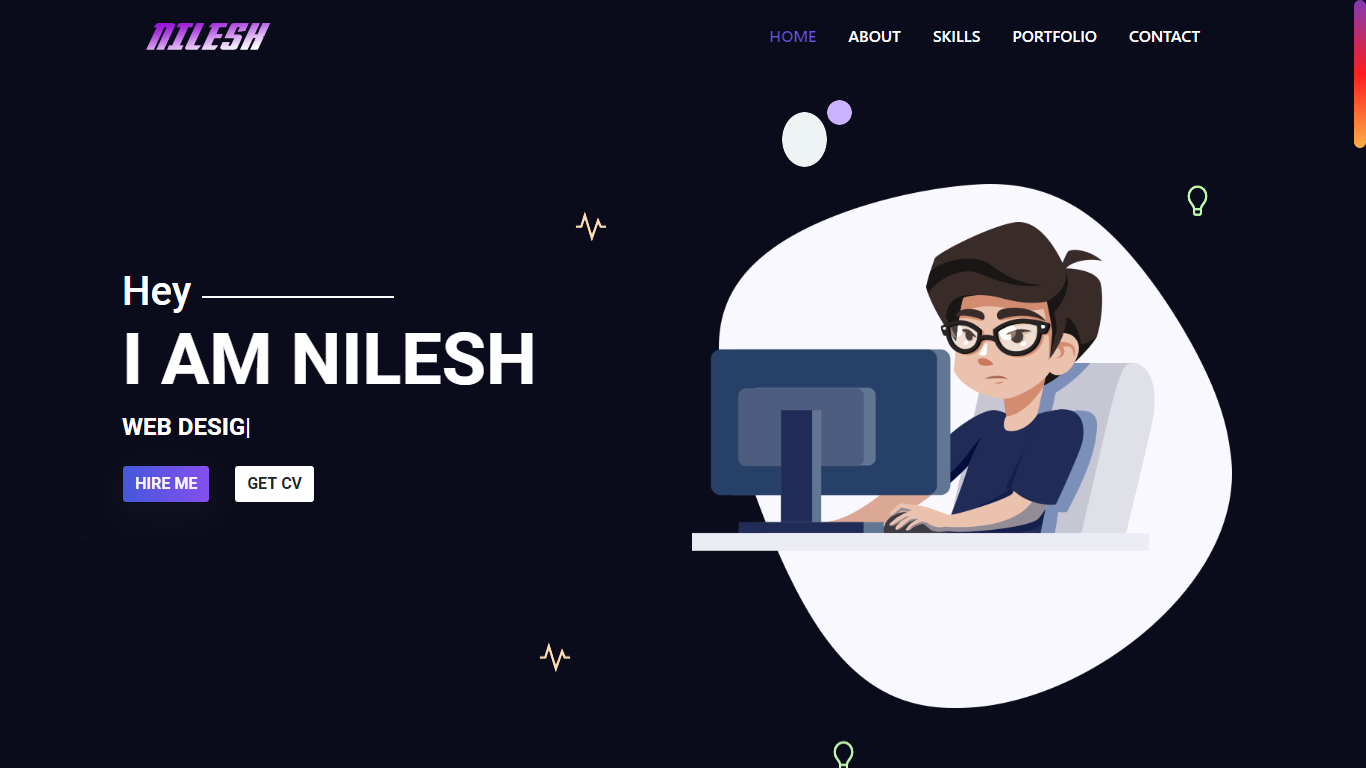 NILESH
HOME ABOUT SKILLS PORTFOLIO CONTACT
Hey
I AM NILESH
WEB DESIG|
HIRE ME GET CV